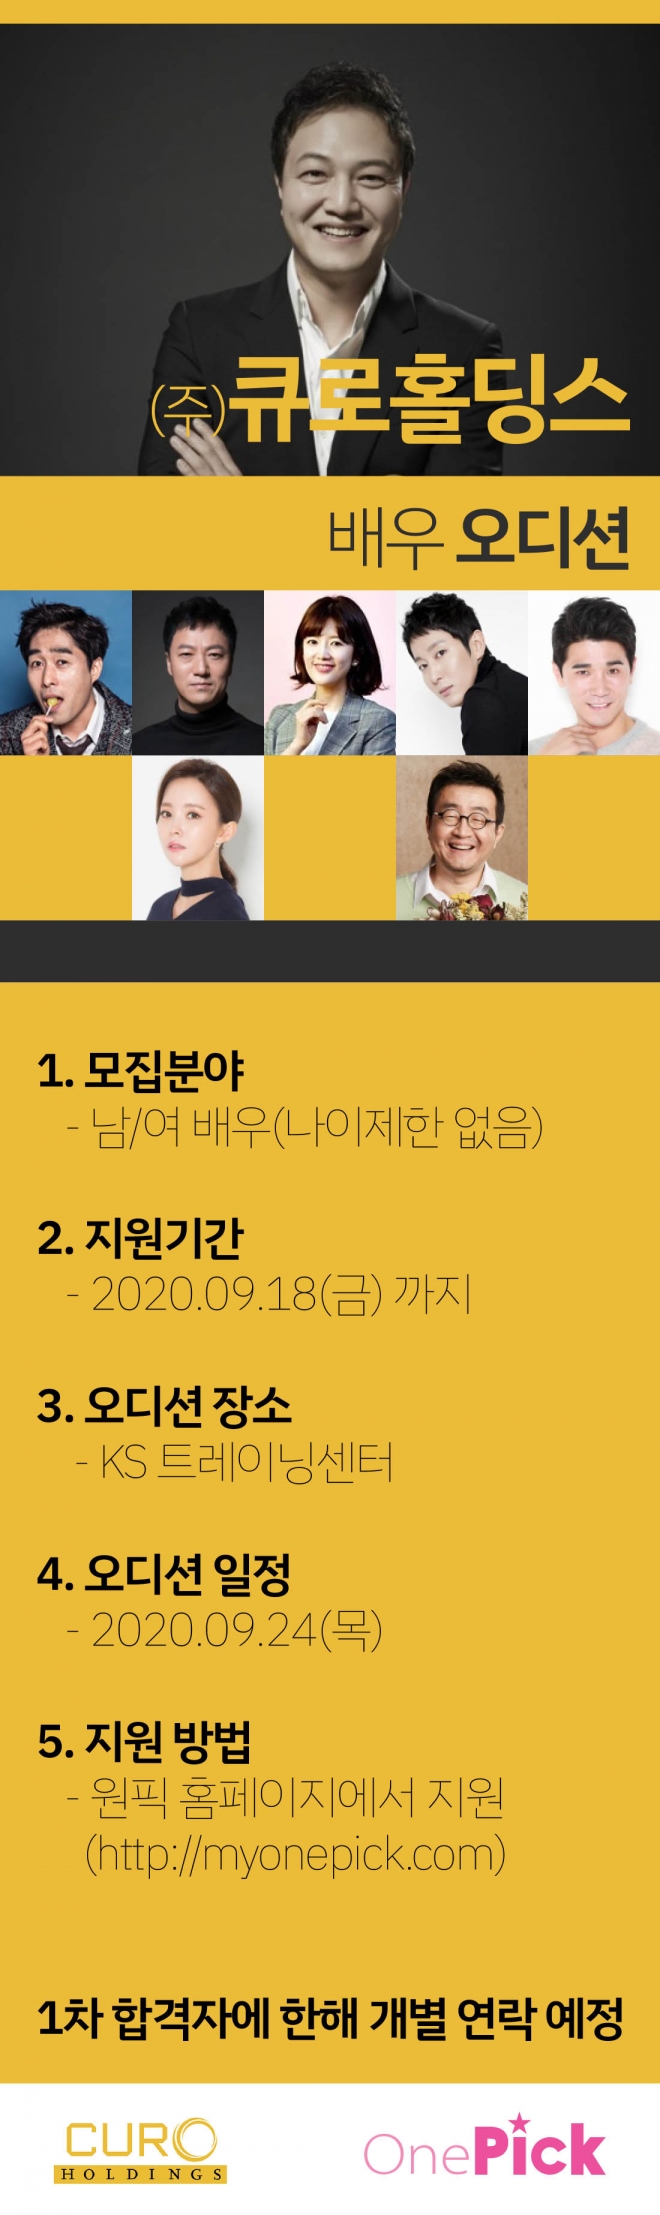 (주)큐로홀딩스
배우 오디션
1. 모집분야
- 남/여 배우(나이제한 없음)
2. 지원기간
- 2020.09.18(금) 까지
3. 오디션 장소
- KS 트레이닝센터
4. 오디션 일정
- 2020.09.24(목)
5. 지원 방법
- 원픽 홈페이지에서 지원
(http://myonepick.com)
1차 합격자에 한해 개별 연락 예정
CURO
HOLDINGS
OnePick